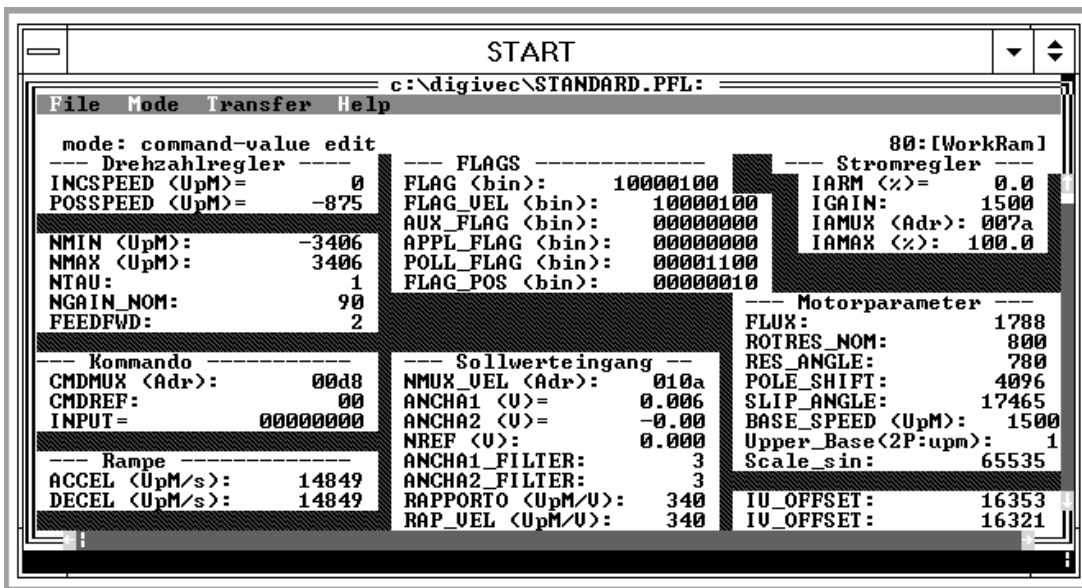 START
c:\digivec\STANDARD.PFL:
File Mode Transfer Help
mode: command-value edit 80:[WorkRam]
--- Drehzahlregler ----
INCSPEED (UpM)= 0
POSSPEED (UpM)= -875
NMIN (UpM): -3406
NMAX (UpM): 3406
NTAU: 1
NGAIN_NOM: 90
FEEDFWD: 2
--- Kommando -----------
CMDMUX (Adr): 00d8
CMDREF: 00
INPUT= 00000000
--- Rampe --------------
ACCEL (UpM/s): 14849
DECEL (UpM/s): 14849
--- FLAGS --------------
FLAG (bin): 10000100
FLAG_VEL (bin): 10000100
AUX_FLAG (bin): 00000000
APPL_FLAG (bin): 00000000
POLL_FLAG (bin): 00001100
FLAG_POS (bin): 00000010
--- Sollwerteingang --
NMUX_VEL (Adr): 010a
ANCHA1 (V)= 0.006
ANCHA2 (V)= -0.00
NREF (V): 0.000
ANCHA1_FILTER: 3
ANCHA2_FILTER: 3
RAPPORTO (UpM/V): 340
RAP_VEL (UpM/V): 340
--- Stromregler ---
IARM (%)= 0.0
IGAIN: 1500
IAMUX (Adr): 007a
IAMAX (%): 100.0
--- Motorparameter ---
FLUX: 1788
ROTRES_NOM: 800
RES_ANGLE: 780
POLE_SHIFT: 4096
SLIP_ANGLE: 17465
BASE_SPEED (UpM): 1500
Upper_Base(2P:upm): 1
Scale_sin: 65535
IU_OFFSET: 16353
IV_OFFSET: 16321